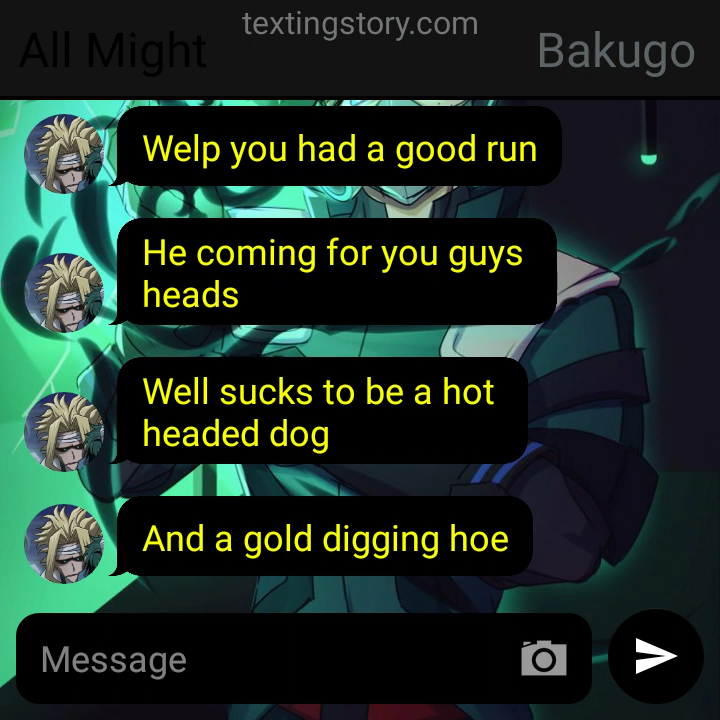 textingstory.com
All Might
Bakugo
Welp you had a good run
He coming for you guys
heads
Well sucks to be a hot
headed dog
And a gold digging hoe
Message